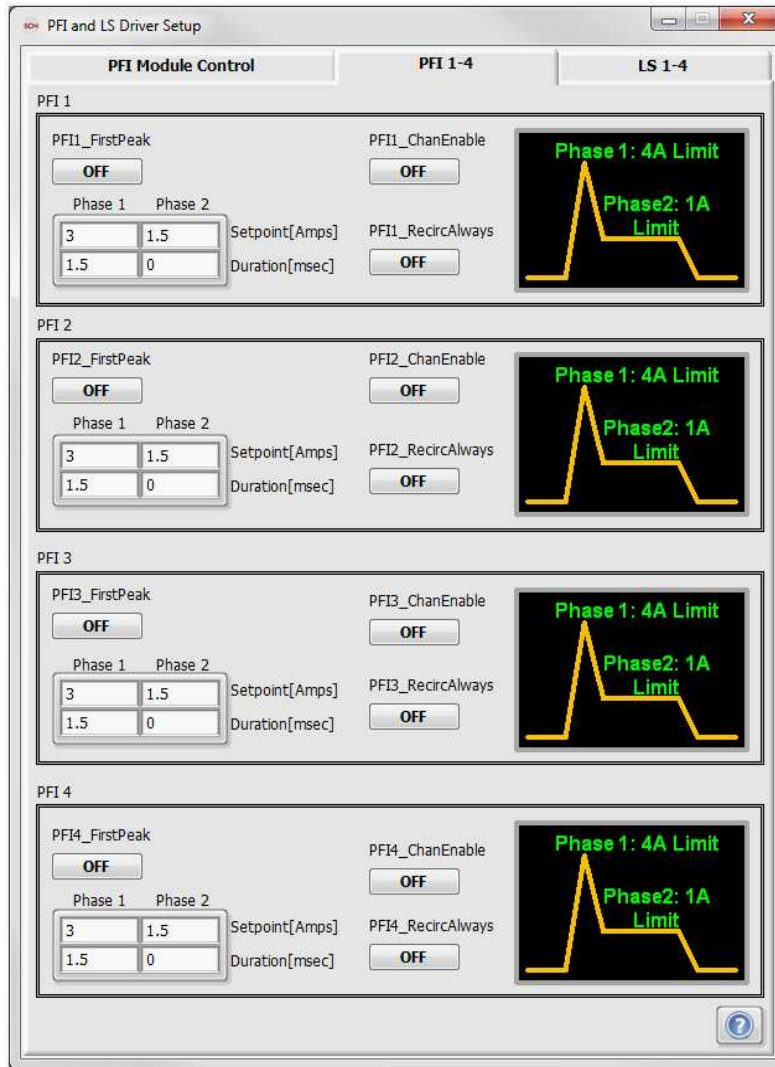 SCM PFI and LS Driver Setup
PFI Module Control PFI 1-4 LS 1-4
PFI 1
PFI1_FirstPeak PFI1_ChanEnable
OFF OFF
Phase 1 Phase 2
3 1.5 Setpoint[Amps] PFI1_RecircAlways
1.5 0 Duration[msec] OFF
Phase 1: 4A Limit
Phase2: 1A
Limit
PFI 2
PFI2_FirstPeak PFI2_ChanEnable
OFF OFF
Phase 1 Phase 2
3 1.5 Setpoint[Amps] PFI2_RecircAlways
1.5 0 Duration[msec] OFF
Phase 1: 4A Limit
Phase2: 1A
Limit
PFI 3
PFI3_FirstPeak PFI3_ChanEnable
OFF OFF
Phase 1 Phase 2
3 1.5 Setpoint[Amps] PFI3_RecircAlways
1.5 0 Duration[msec] OFF
Phase 1: 4A Limit
Phase2: 1A
Limit
PFI 4
PFI4_FirstPeak PFI4_ChanEnable
OFF OFF
Phase 1 Phase 2
3 1.5 Setpoint[Amps] PFI4_RecircAlways
1.5 0 Duration[msec] OFF
Phase 1: 4A Limit
Phase2: 1A
Limit
?